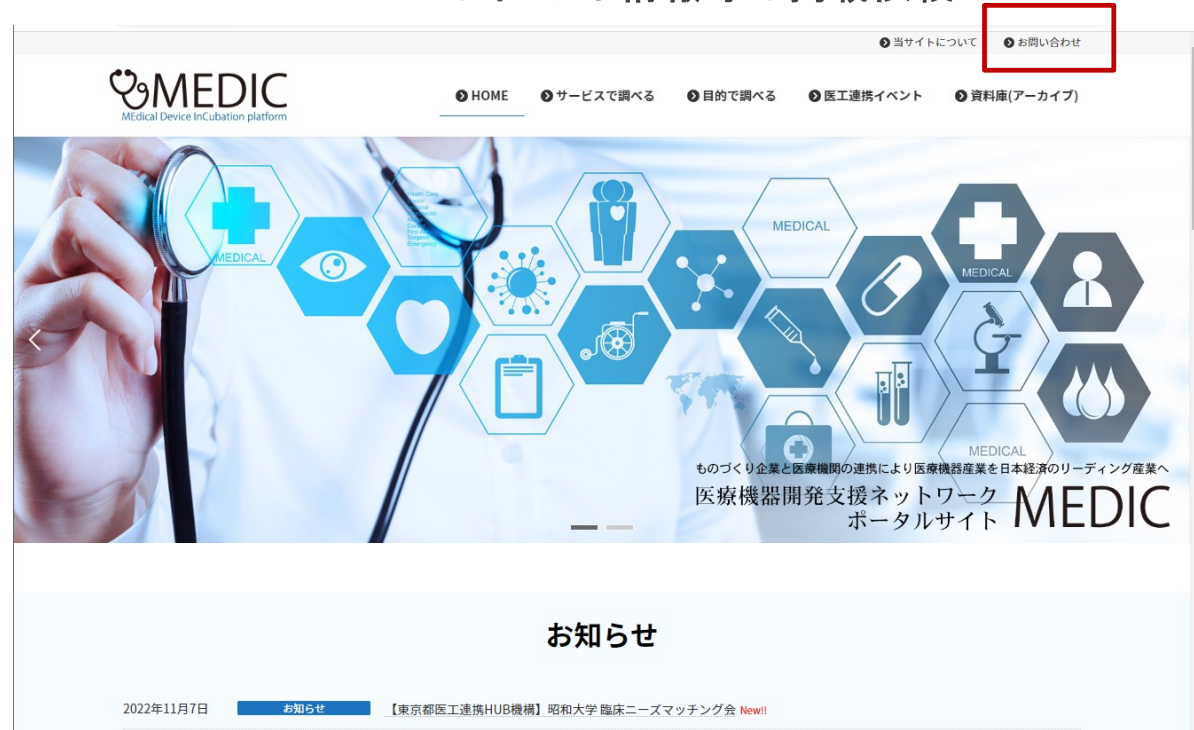 当サイトについて お問い合わせ
MEDIC
MEdical Device InCubation platform
HOME サービスで調べる 目的で調べる 医工連携イベント 資料庫(アーカイブ)
MEDICAL
MEDICAL
MEDICAL
MEDICAL
ものづくり企業と医療機関の連携により医療機器産業を日本経済のリーディング産業へ
医療機器開発支援ネットワーク
ポータルサイト MEDIC
お知らせ
2022年11月7日 お知らせ 【東京都医工連携HUB機構】昭和大学 臨床ニーズマッチング会 New!!